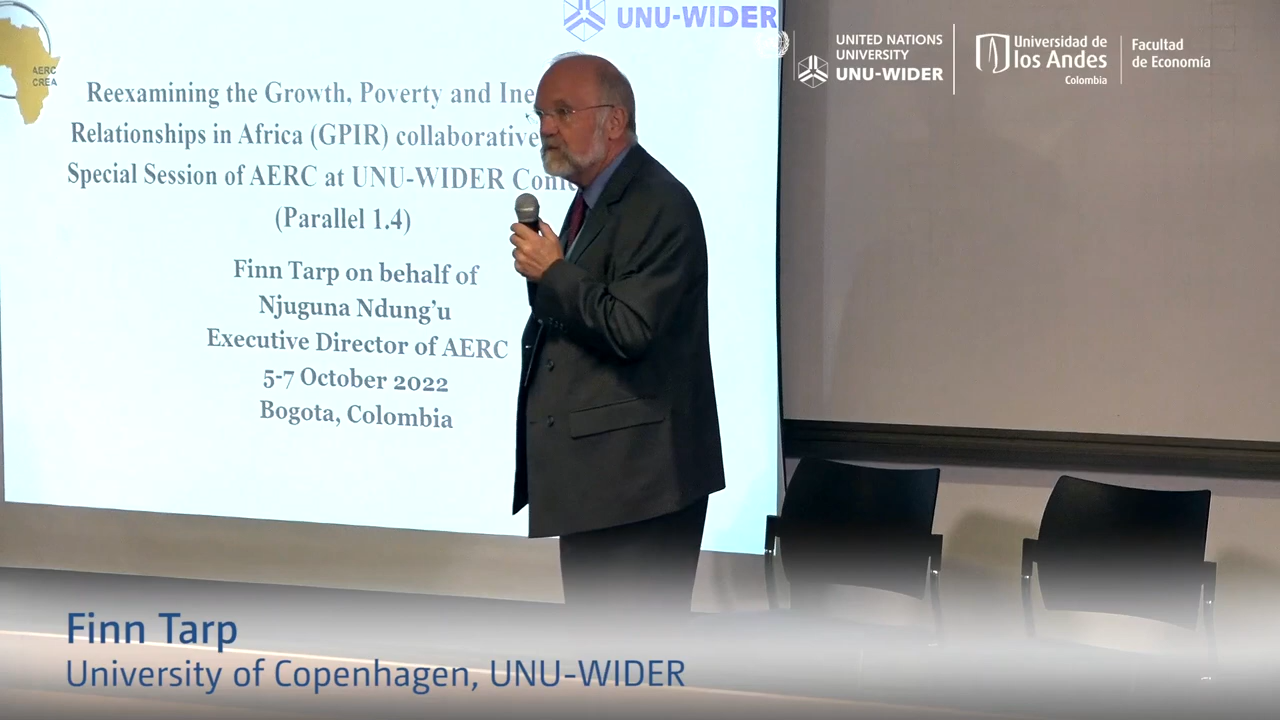 UNU-WIDER
AERC
CREA
Reexamining the Growth, Poverty and Ine
Relationships in Africa (GPIR) collaborative
Special Session of AERC at UNU-WIDER Conf
(Parallel 1.4)
Finn Tarp on behalf of
Njuguna Ndung'u
Executive Director of AERC
5-7 October 2022
Bogota, Colombia
UNITED NATIONS
UNIVERSITY
UNU-WIDER
Universidad de
los Andes
Colombia
Facultad
de Economía
Finn Tarp
University of Copenhagen, UNU-WIDER